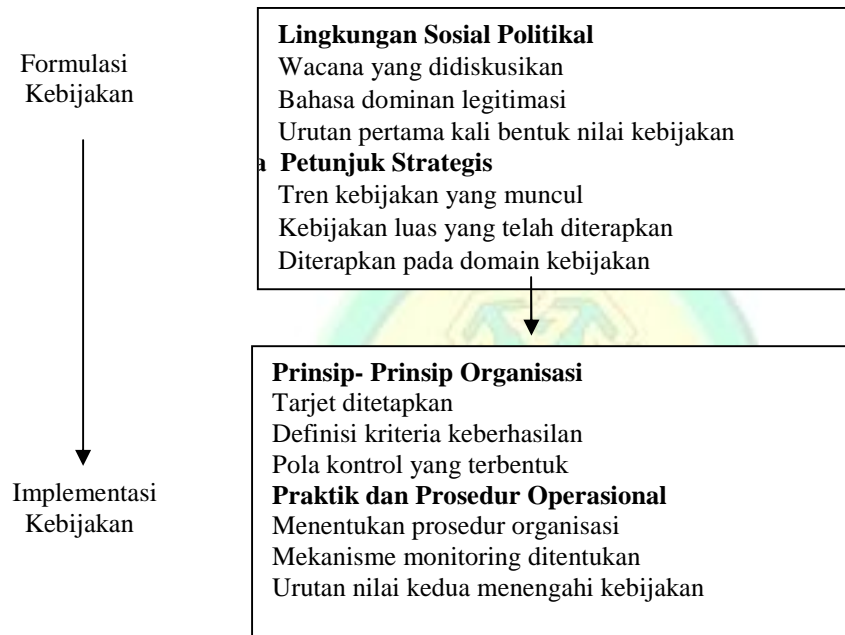 Formulasi
Kebijakan
Lingkungan Sosial Politikal
Wacana yang didiskusikan
Bahasa dominan legitimasi
Urutan pertama kali bentuk nilai kebijakan
a Petunjuk Strategis
Tren kebijakan yang muncul
Kebijakan luas yang telah diterapkan
Diterapkan pada domain kebijakan
Implementasi
Kebijakan
Prinsip- Prinsip Organisasi
Tarjet ditetapkan
Definisi kriteria keberhasilan
Pola kontrol yang terbentuk
Praktik dan Prosedur Operasional
Menentukan prosedur organisasi
Mekanisme monitoring ditentukan
Urutan nilai kedua menengahi kebijakan